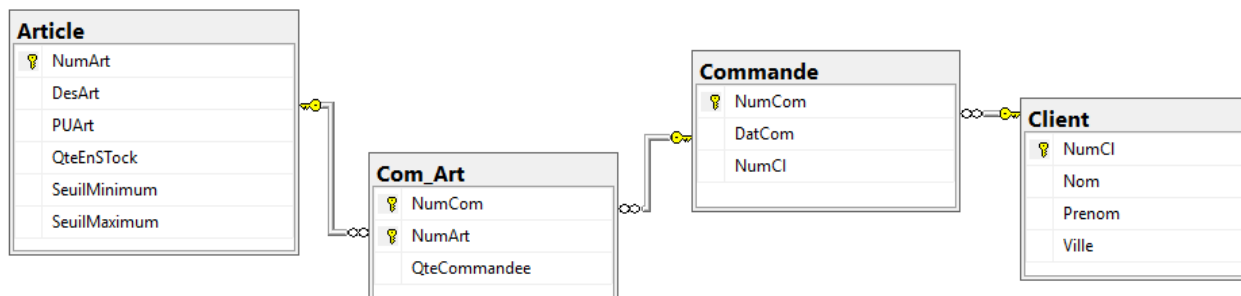 Article
NumArt
DesArt
PUArt
QteEnSTock
SeuilMinimum
SeuilMaximum
Com_Art
NumCom
NumArt
QteCommandee
Commande
NumCom
DatCom
NumCl
Client
NumCl
Nom
Prenom
Ville